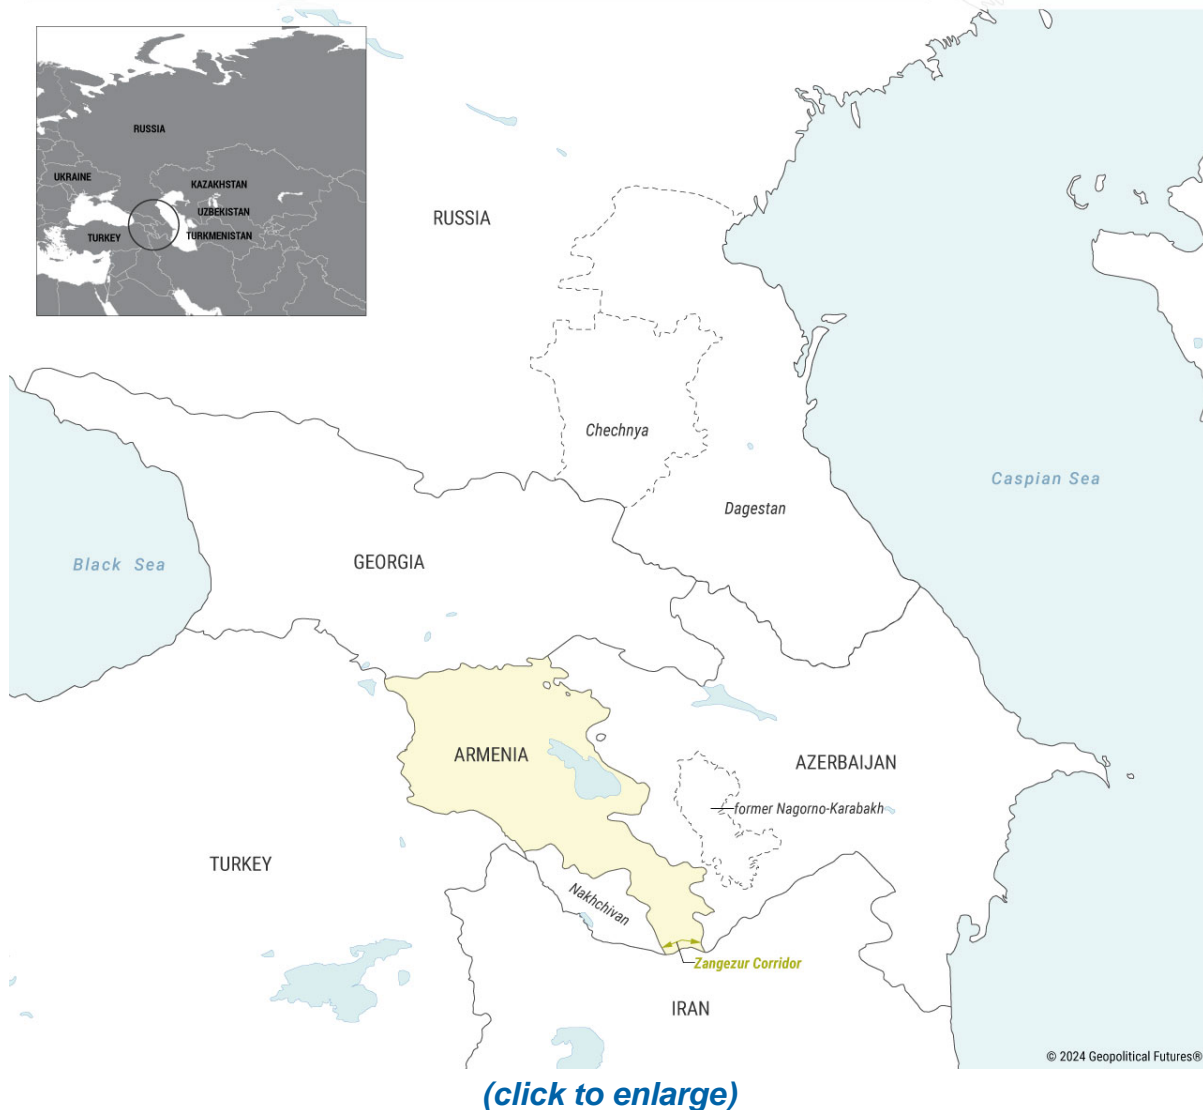 RUSSIA
UKRAINE
KAZAKHSTAN
UZBEKISTAN
TURKEY
TURKMENISTAN
RUSSIA
Chechnya
Caspian Sea
Dagestan
Black Sea
GEORGIA
ARMENIA
AZERBAIJAN
former Nagorno-Karabakh
TURKEY
Nakhchivan
Zangezur Corridor
IRAN
© 2024 Geopolitical Futures®
(click to enlarge)